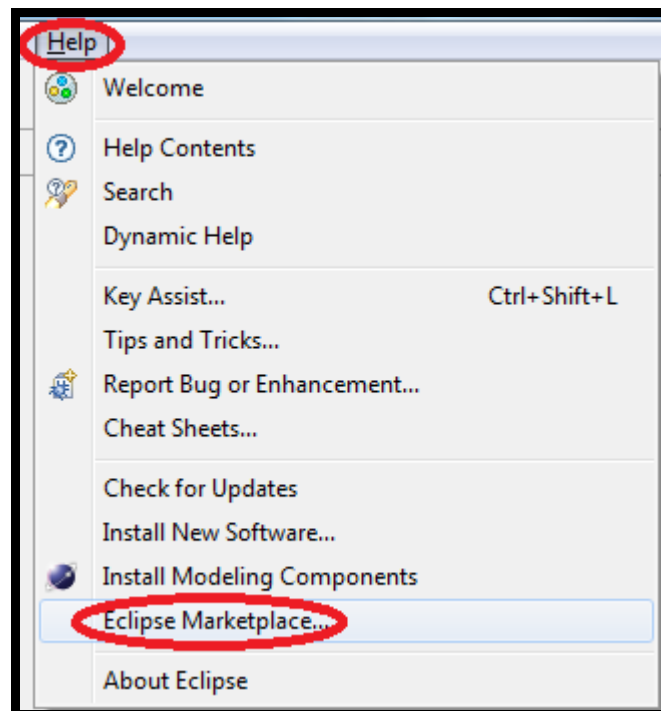 Help
Welcome
Help Contents
Search
Dynamic Help
Key Assist... Ctrl+Shift+L
Tips and Tricks...
Report Bug or Enhancement...
Cheat Sheets...
Check for Updates
Install New Software...
Install Modeling Components
Eclipse Marketplace...
About Eclipse